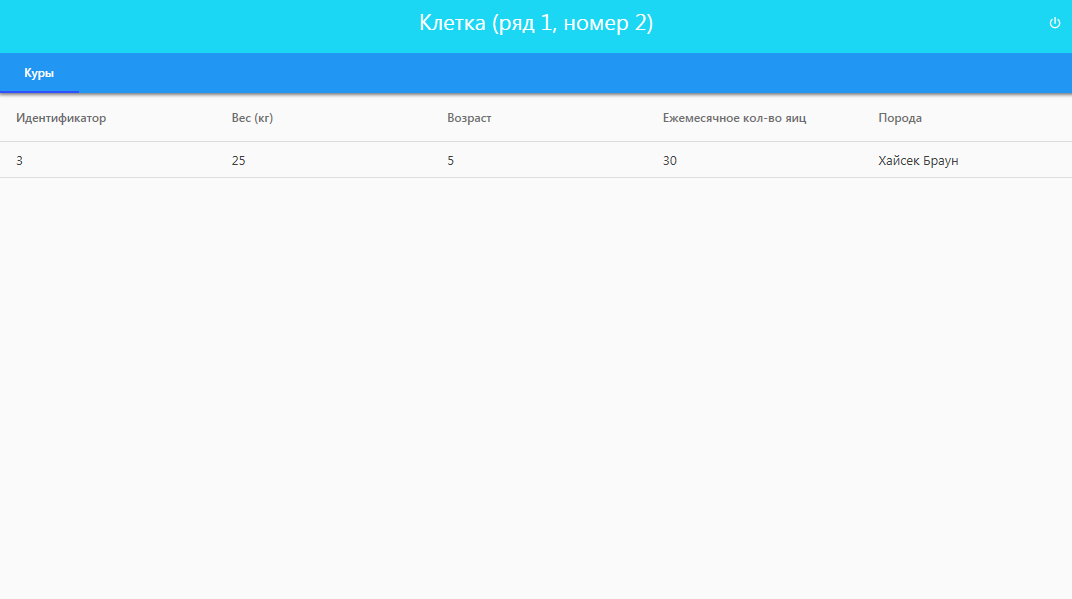 Клетка (ряд 1, номер 2)
Куры
Идентификатор Вес (кг) Возраст Ежемесячное кол-во яиц Порода
3 25 5 30 Хайсек Браун